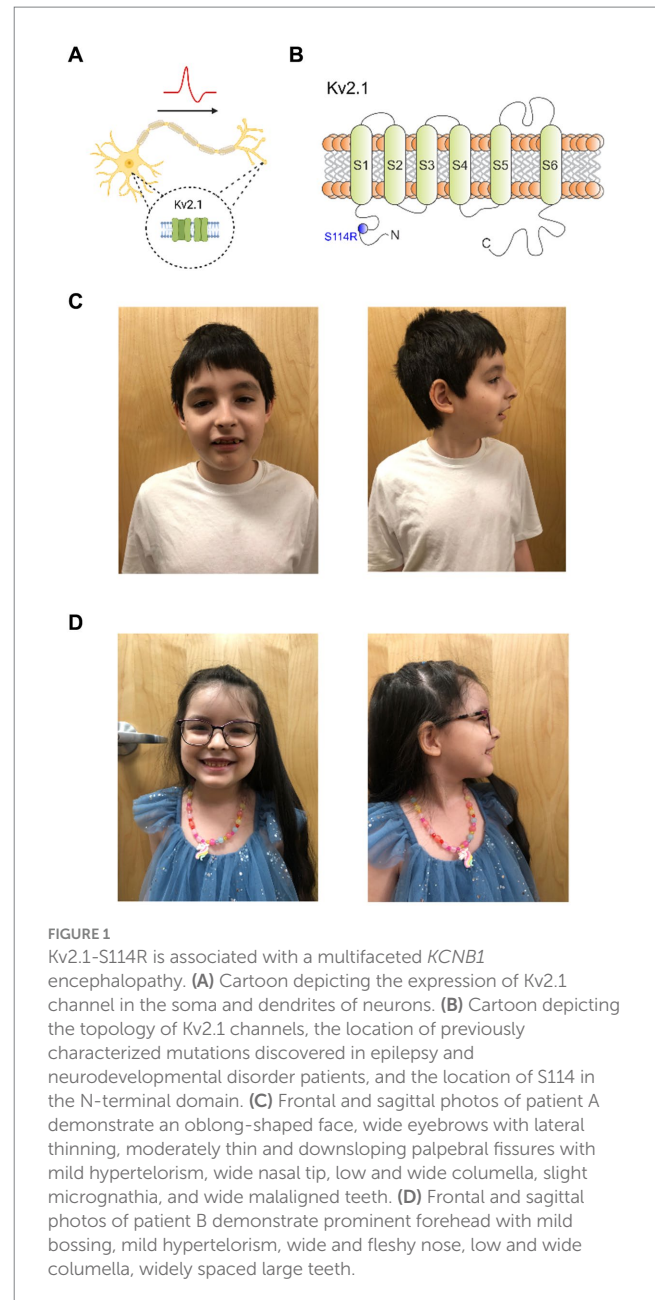 A
B
Kv2.1
Kv2.1
S1 S2 S3 S4 S5 S6
S114R
N
C
C
D
FIGURE 1
Kv2.1-S114R is associated with a multifaceted KCNB1
encephalopathy. (A) Cartoon depicting the expression of Kv2.1
channel in the soma and dendrites of neurons. (B) Cartoon depicting
the topology of Kv2.1 channels, the location of previously
characterized mutations discovered in epilepsy and
neurodevelopmental disorder patients, and the location of S114 in
the N-terminal domain. (C) Frontal and sagittal photos of patient A
demonstrate an oblong-shaped face, wide eyebrows with lateral
thinning, moderately thin and downsloping palpebral fissures with
mild hypertelorism, wide nasal tip, low and wide columella, slight
micrognathia, and wide malaligned teeth. (D) Frontal and sagittal
photos of patient B demonstrate prominent forehead with mild
bossing, mild hypertelorism, wide and fleshy nose, low and wide
columella, widely spaced large teeth.